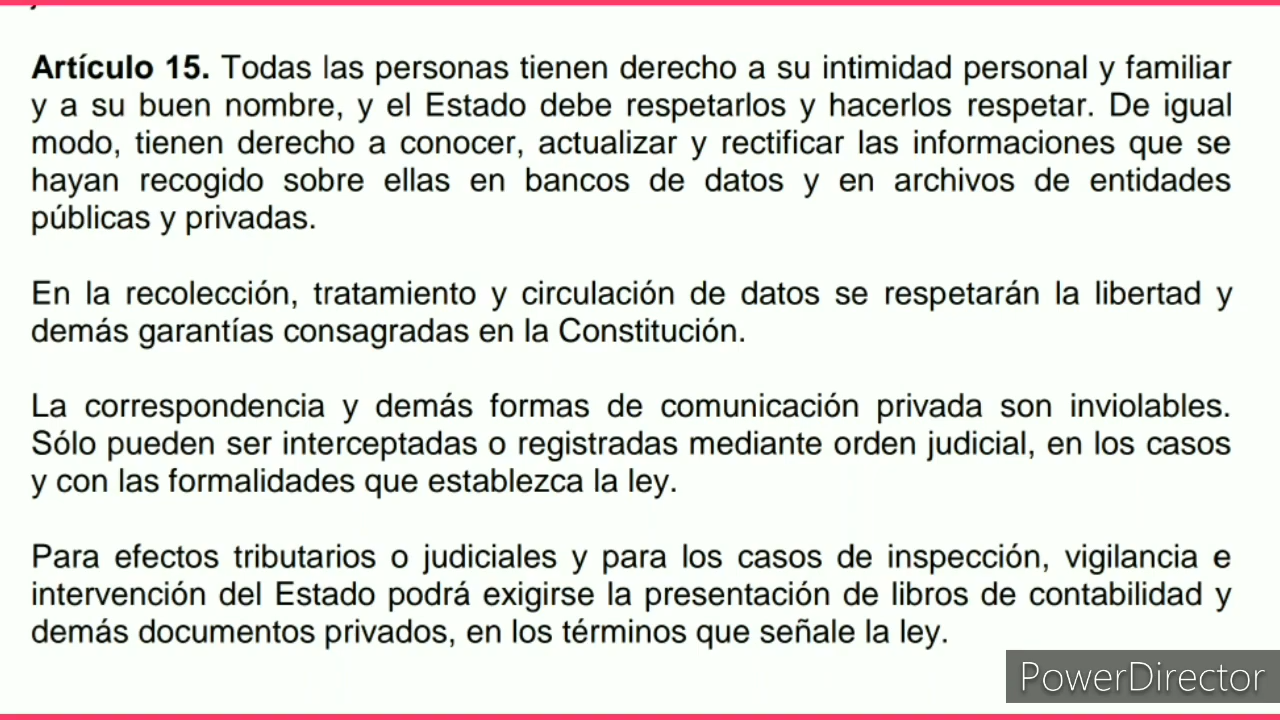 Artículo 15. Todas las personas tienen derecho a su intimidad personal y familiar
y a su buen nombre, y el Estado debe respetarlos y hacerlos respetar. De igual
modo, tienen derecho a conocer, actualizar y rectificar las informaciones que se
hayan recogido sobre ellas en bancos de datos y en archivos de entidades
públicas y privadas.
En la recolección, tratamiento y circulación de datos se respetarán la libertad y
demás garantías consagradas en la Constitución.
La correspondencia y demás formas de comunicación privada son inviolables.
Sólo pueden ser interceptadas o registradas mediante orden judicial, en los casos
y con las formalidades que establezca la ley.
Para efectos tributarios o judiciales y para los casos de inspección, vigilancia e
intervención del Estado podrá exigirse la presentación de libros de contabilidad y
demás documentos privados, en los términos que señale la ley.
PowerDirector